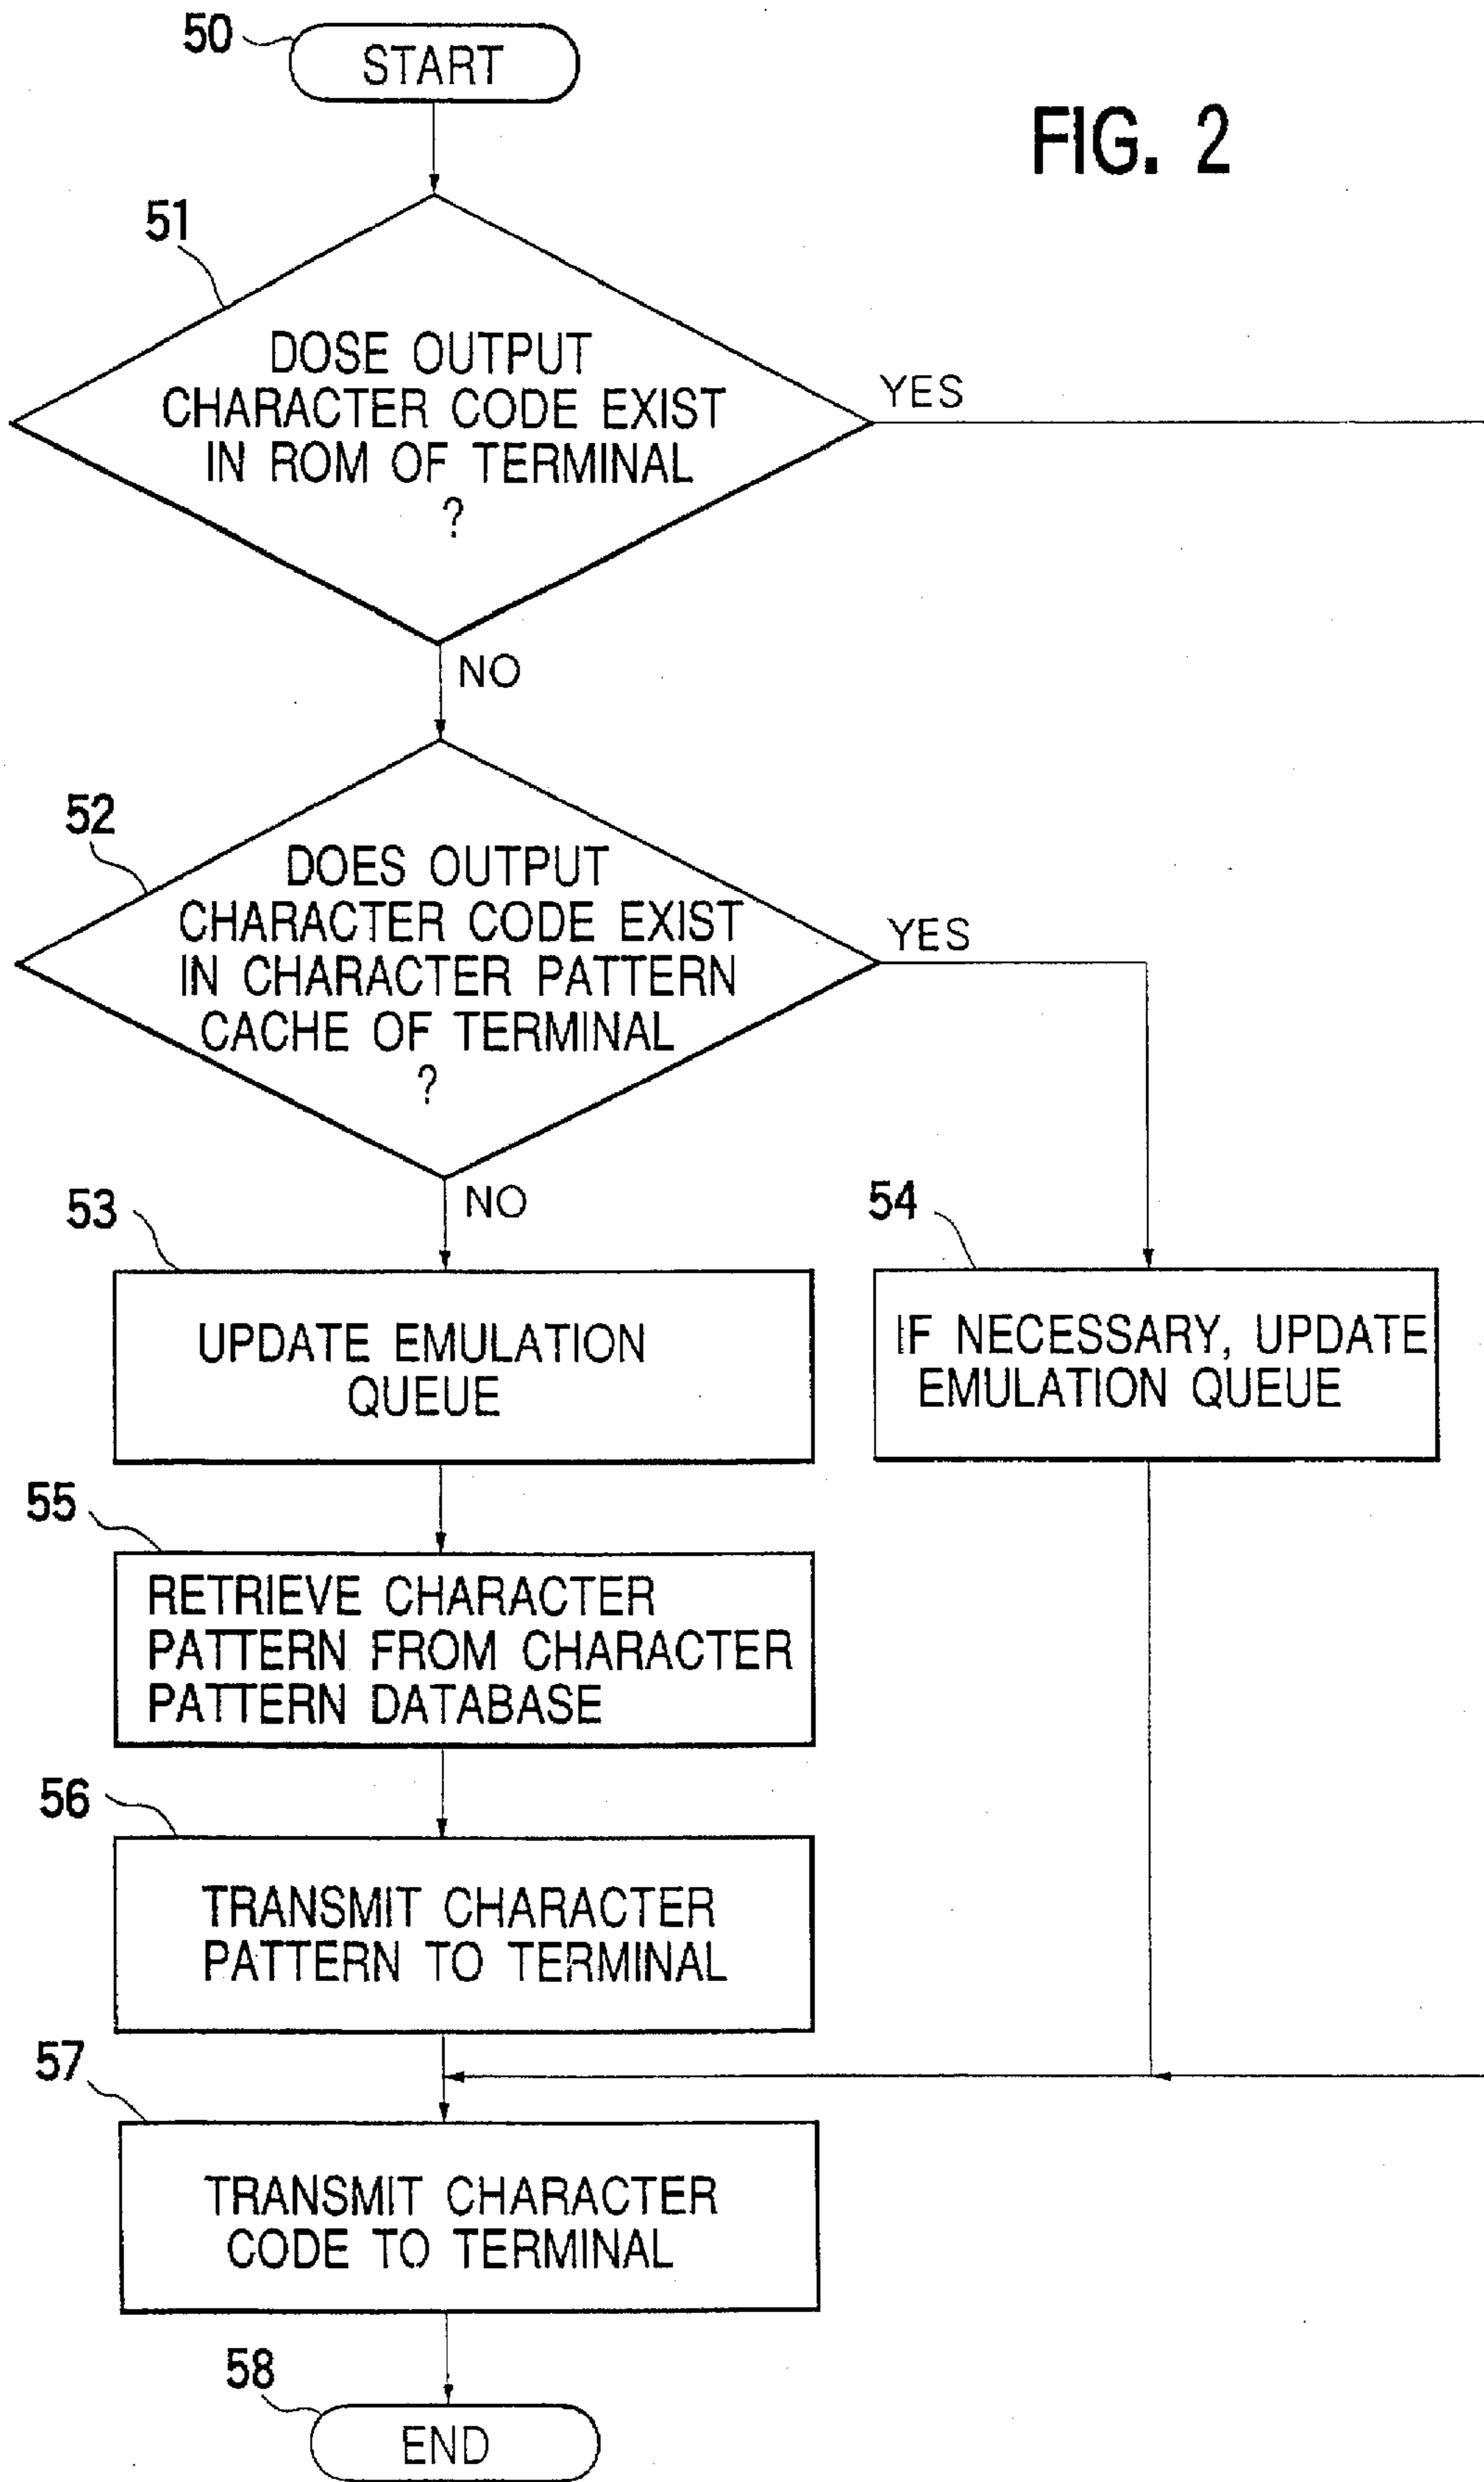 50
START
FIG. 2
51
DOSE OUTPUT
CHARACTER CODE EXIST
IN ROM OF TERMINAL
?
YES
NO
52
DOES OUTPUT
CHARACTER CODE EXIST
IN CHARACTER PATTERN
CACHE OF TERMINAL
?
YES
NO
53
UPDATE EMULATION
QUEUE
54
IF NECESSARY, UPDATE
EMULATION QUEUE
55
RETRIEVE CHARACTER
PATTERN FROM CHARACTER
PATTERN DATABASE
56
TRANSMIT CHARACTER
PATTERN TO TERMINAL
57
TRANSMIT CHARACTER
CODE TO TERMINAL
58
END